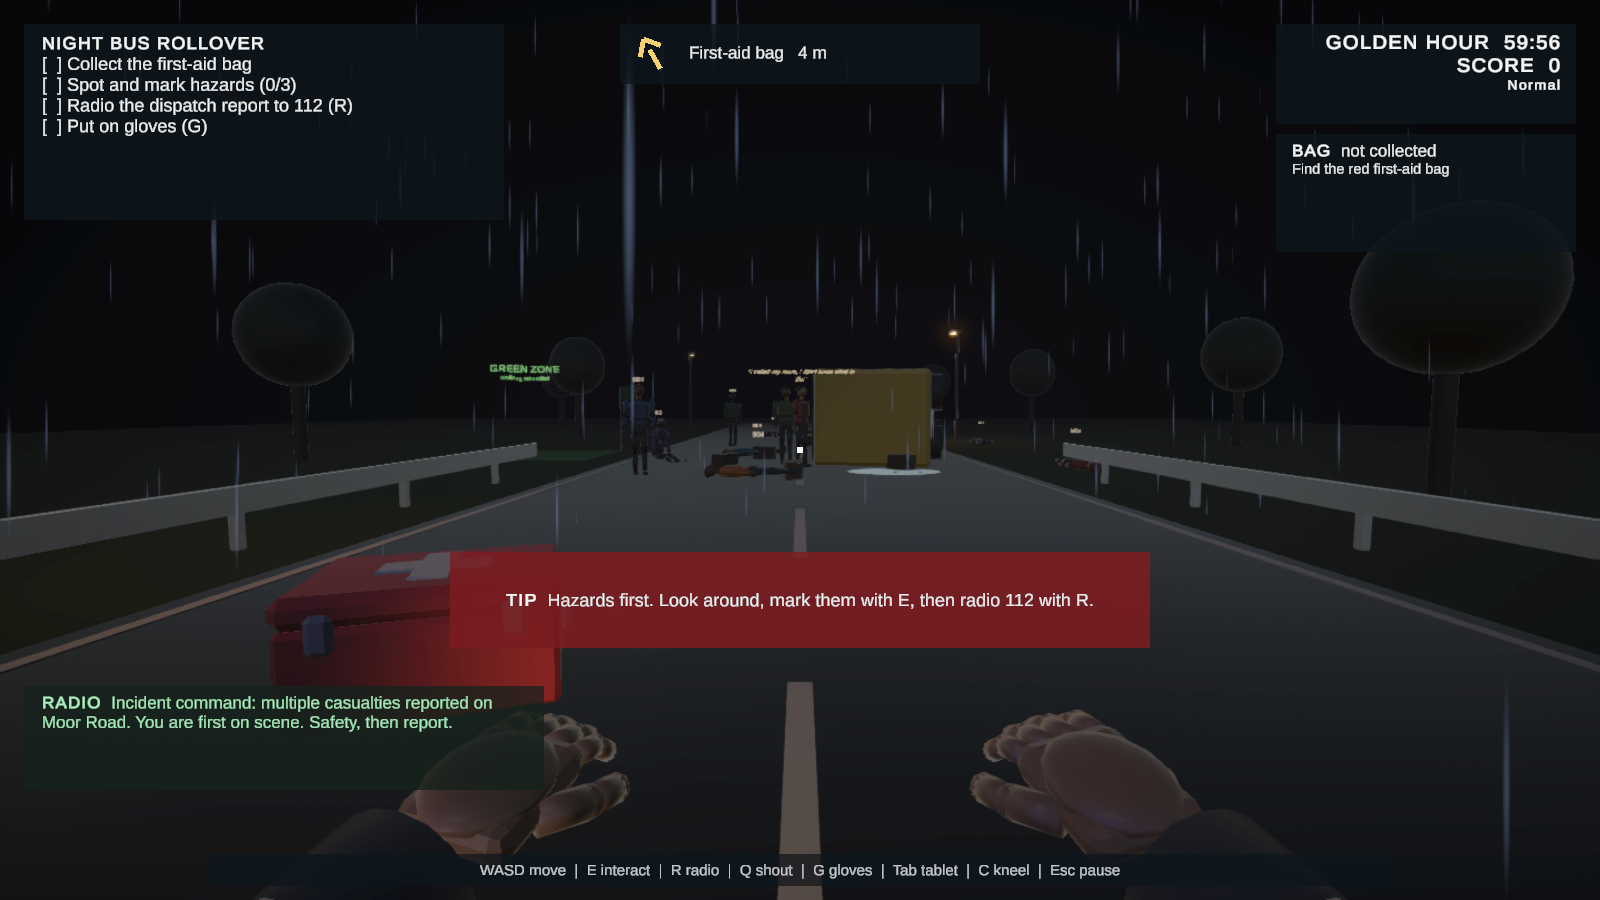 NIGHT BUS ROLLOVER
[ ] Collect the first-aid bag
[ ] Spot and mark hazards (0/3)
[ ] Radio the dispatch report to 112 (R)
[ ] Put on gloves (G)
First-aid bag 4 m
GOLDEN HOUR 59:56
SCORE 0
Normal
BAG not collected
Find the red first-aid bag
GREEN ZONE
TIP Hazards first. Look around, mark them with E, then radio 112 with R.
RADIO Incident command: multiple casualties reported on
Moor Road. You are first on scene. Safety, then report.
WASD move | E interact | R radio | Q shout | G gloves | Tab tablet | C kneel | Esc pause